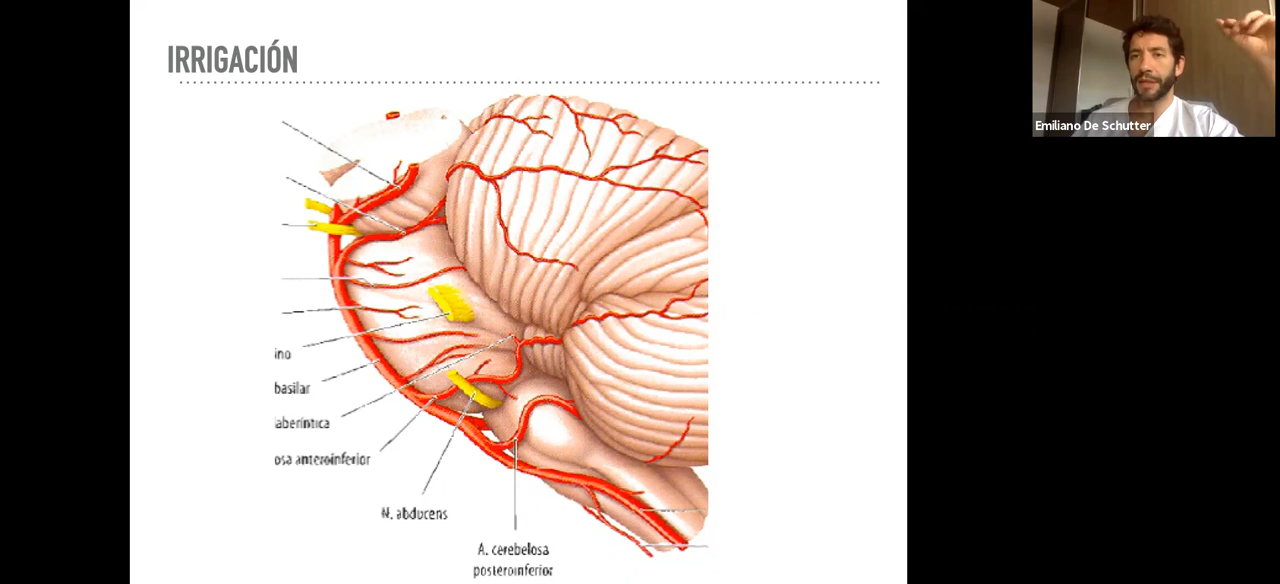 IRRIGACIÓN
Emiliano De Schutter
ino
basilar
laberíntica
osa anteroinferior
N. abducens
A. cerebelosa
posteroinferior